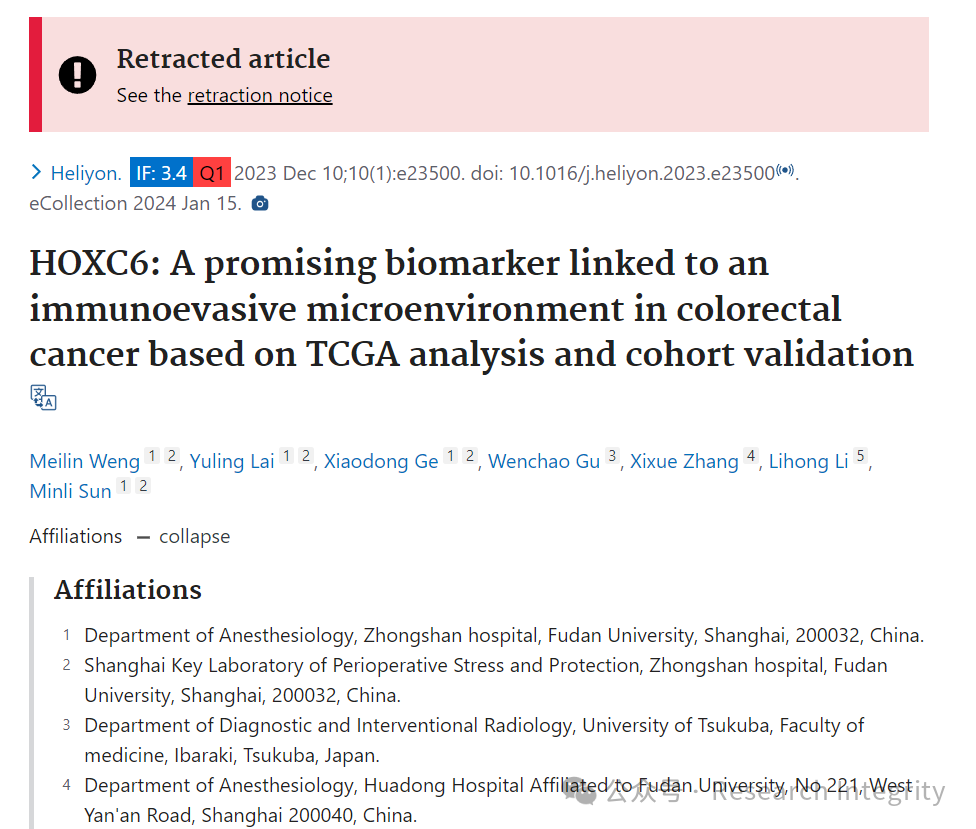 Retracted article
See the retraction notice
Heliyon. IF: 3.4 Q1 2023 Dec 10;10(1):e23500. doi: 10.1016/j.heliyon.2023.e23500.
eCollection 2024 Jan 15.
HOXC6: A promising biomarker linked to an
immunoevasive microenvironment in colorectal
cancer based on TCGA analysis and cohort validation
Meilin Weng 1 2, Yuling Lai 1 2, Xiaodong Ge 1 2, Wenchao Gu 3, Xixue Zhang 4, Lihong Li 5,
Minli Sun 1 2
Affiliations — collapse
Affiliations
1 Department of Anesthesiology, Zhongshan hospital, Fudan University, Shanghai, 200032, China.
2 Shanghai Key Laboratory of Perioperative Stress and Protection, Zhongshan hospital, Fudan
University, Shanghai, 200032, China.
3 Department of Diagnostic and Interventional Radiology, University of Tsukuba, Faculty of
medicine, Ibaraki, Tsukuba, Japan.
4 Department of Anesthesiology, Huadong Hospital Affiliated to Fudan University, No 221, West
Yan'an Road, Shanghai 200040, China.
公众号 · Research Integrity